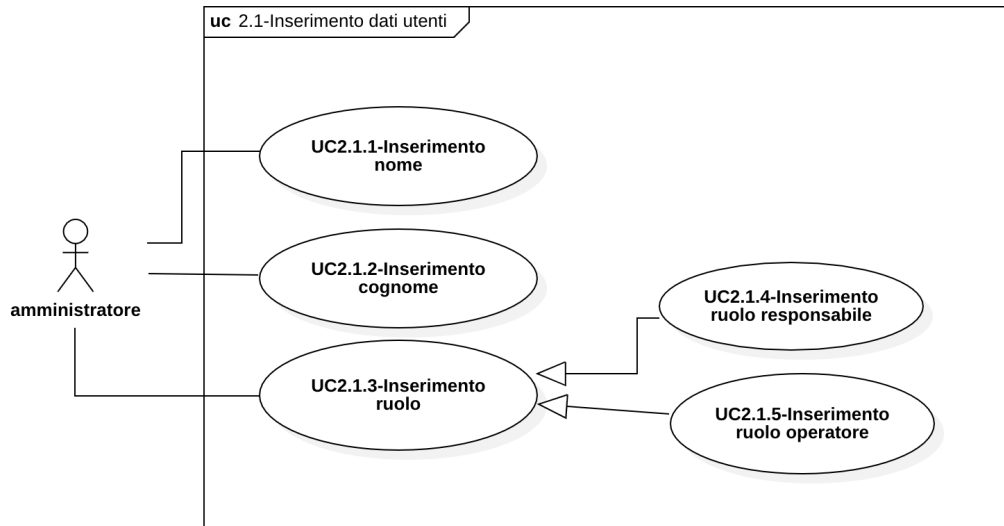 uc 2.1-Inserimento dati utenti
UC2.1.1-Inserimento
nome
UC2.1.2-Inserimento
cognome
amministratore
UC2.1.4-Inserimento
ruolo responsabile
UC2.1.3-Inserimento
ruolo
UC2.1.5-Inserimento
ruolo operatore